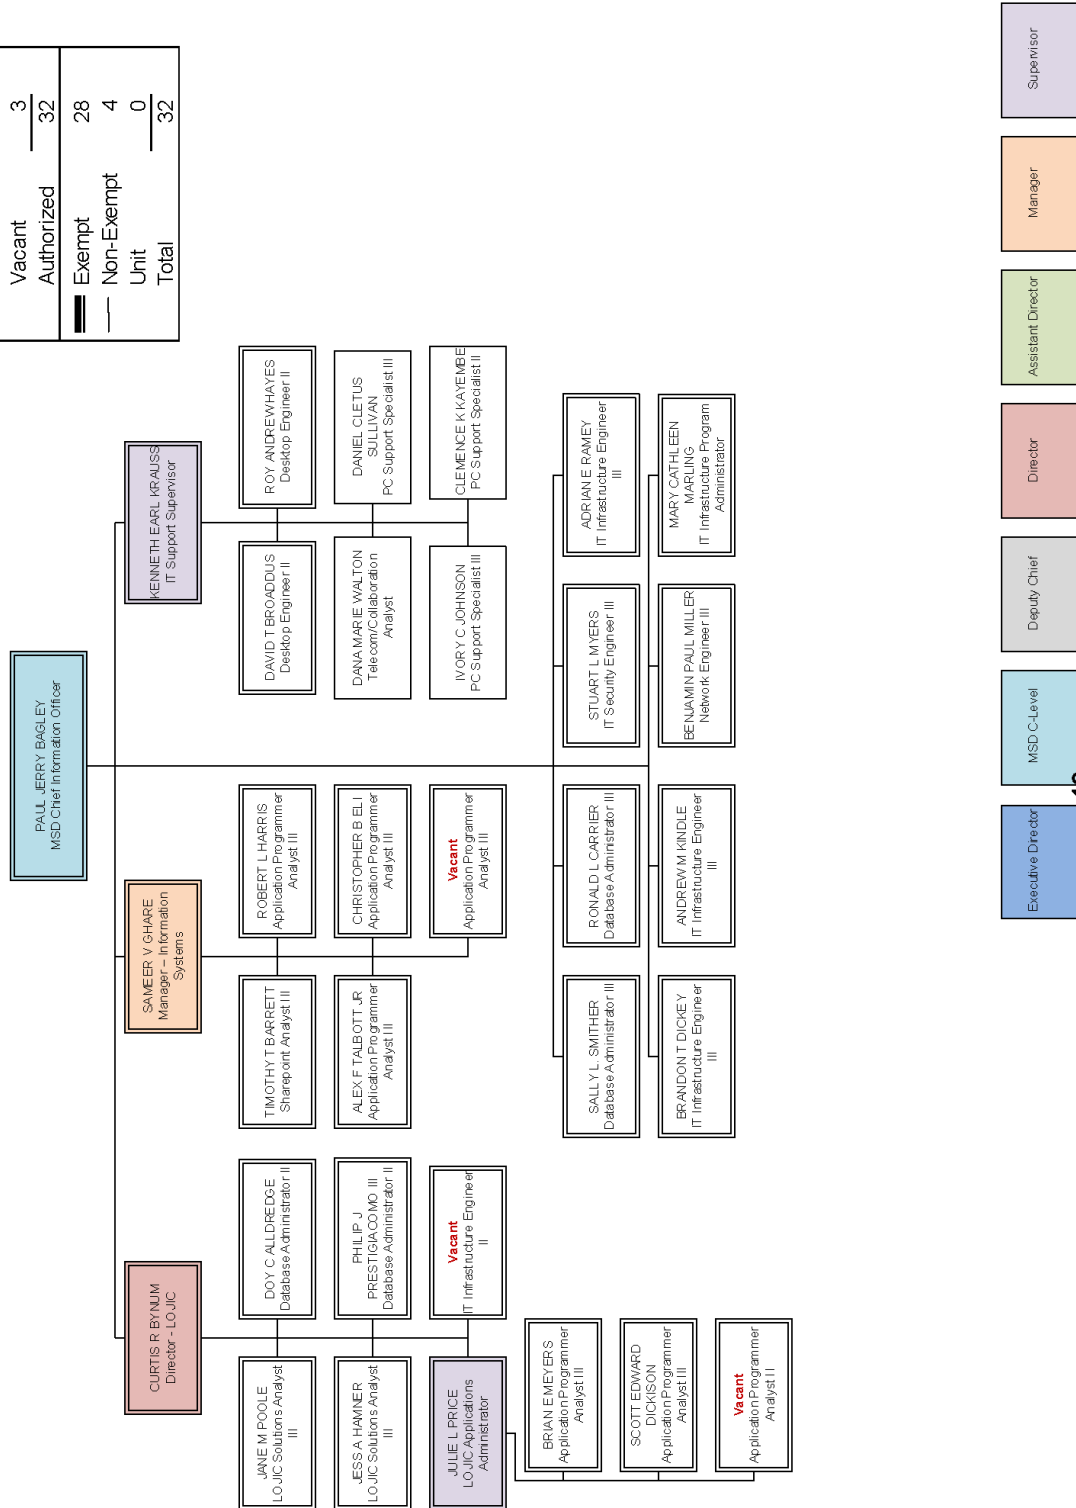 Vacant 3
Authorized 32
Exempt 28
Non-Exempt 4
Unit 0
Total 32
PAUL JERRY BAGLEY
MSD Chief Information Officer
CURTIS R BYNUM
Director - LOJIC
SAMEER V GHARE
Manager – Information
Systems
KENNETH EARL KRAUSS
IT Support Supervisor
JANE M POOLE
LOJIC Solutions Analyst
III
DOY C ALLDREDGE
Database Administrator II
JESS A HAMNER
LOJIC Solutions Analyst
III
PHILIP J
PRESTIGIACOMO III
Database Administrator II
JULIE L PRICE
LOJIC Applications
Administrator
Vacant
IT Infrastructure Engineer
II
BRIAN E MEYERS
Application Programmer
Analyst III
SCOTT EDWARD
DICKISON
Application Programmer
Analyst III
Vacant
Application Programmer
Analyst II
TIMOTHY T BARRETT
Sharepoint Analyst III
ROBERT L HARRIS
Application Programmer
Analyst III
ALEX F TALBOTT JR
Application Programmer
Analyst III
CHRISTOPHER B ELI
Application Programmer
Analyst III
Vacant
Application Programmer
Analyst III
DAVID T BROADDUS
Desktop Engineer II
ROY ANDREW HAYES
Desktop Engineer II
DANA MARIE WALTON
Telecom/Collaboration
Analyst
DANIEL CLETUS
SULLIVAN
PC Support Specialist III
IVORY C JOHNSON
PC Support Specialist III
CLEMENCE K KAYEMBE
PC Support Specialist II
SALLY L. SMITHER
Database Administrator III
RONALD L CARRIER
Database Administrator III
STUART L MYERS
IT Security Engineer III
ADRIAN E RAMEY
IT Infrastructure Engineer
III
BRANDON T DICKEY
IT Infrastructure Engineer
III
ANDREW M KINDLE
IT Infrastructure Engineer
III
BENJAMIN PAUL MILLER
Network Engineer III
MARY CATHLEEN
MARLING
IT Infrastructure Program
Administrator
Executive Director
MSD C-Level
Deputy Chief
Director
Assistant Director
Manager
Supervisor